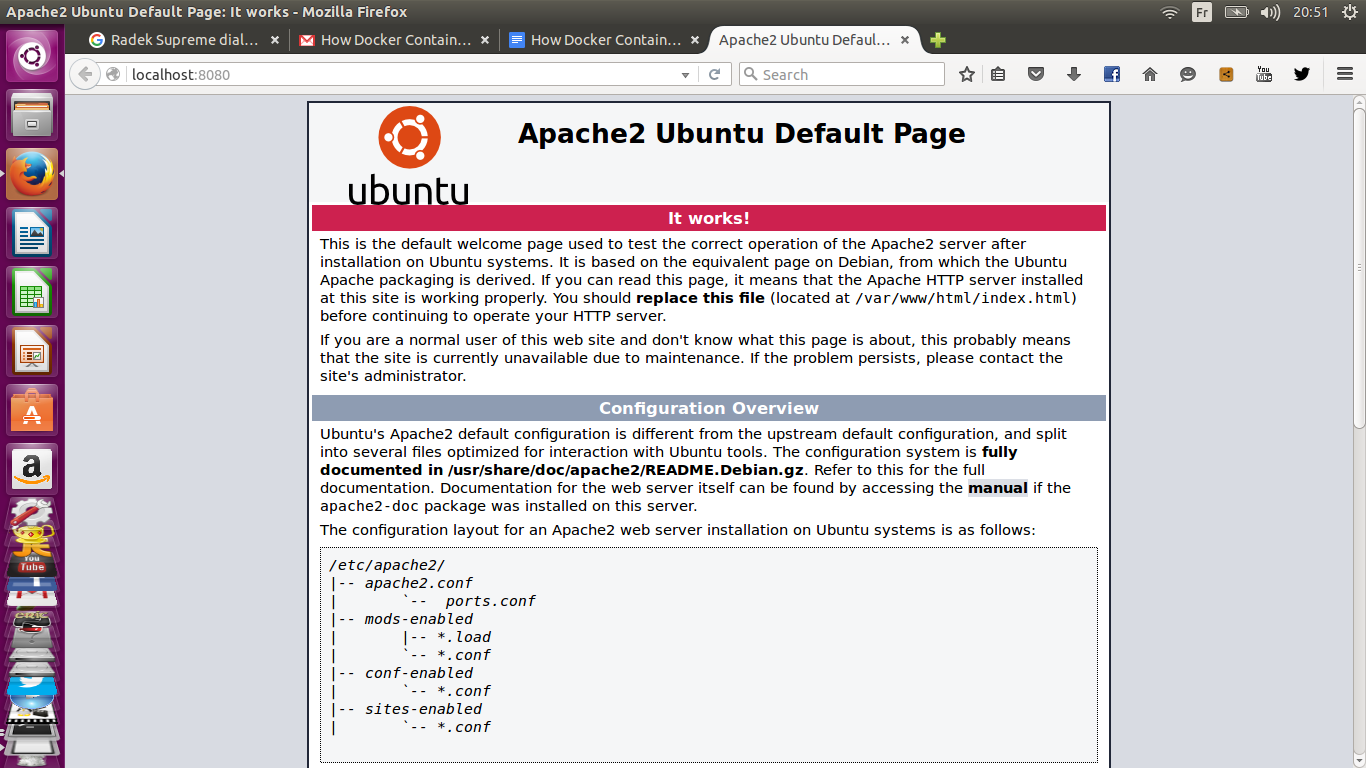 Apache2 Ubuntu Default Page: It works - Mozilla Firefox
Fr
20:51
Radek Supreme dial...
How Docker Contain...
How Docker Contain...
Apache2 Ubuntu Defaul...
localhost:8080
Search
You Tube
ubuntu
Apache2 Ubuntu Default Page
It works!
This is the default welcome page used to test the correct operation of the Apache2 server after
installation on Ubuntu systems. It is based on the equivalent page on Debian, from which the Ubuntu
Apache packaging is derived. If you can read this page, it means that the Apache HTTP server installed
at this site is working properly. You should replace this file (located at /var/www/html/index.html)
before continuing to operate your HTTP server.
If you are a normal user of this web site and don't know what this page is about, this probably means
that the site is currently unavailable due to maintenance. If the problem persists, please contact the
site's administrator.
Configuration Overview
Ubuntu's Apache2 default configuration is different from the upstream default configuration, and split
into several files optimized for interaction with Ubuntu tools. The configuration system is fully
documented in /usr/share/doc/apache2/README.Debian.gz. Refer to this for the full
documentation. Documentation for the web server itself can be found by accessing the manual if the
apache2-doc package was installed on this server.
The configuration layout for an Apache2 web server installation on Ubuntu systems is as follows:
/etc/apache2/
|-- apache2.conf
|       `--  ports.conf
|-- mods-enabled
|       |-- *.load
|       `-- *.conf
|-- conf-enabled
|       `-- *.conf
|-- sites-enabled
|       `-- *.conf
You Tube